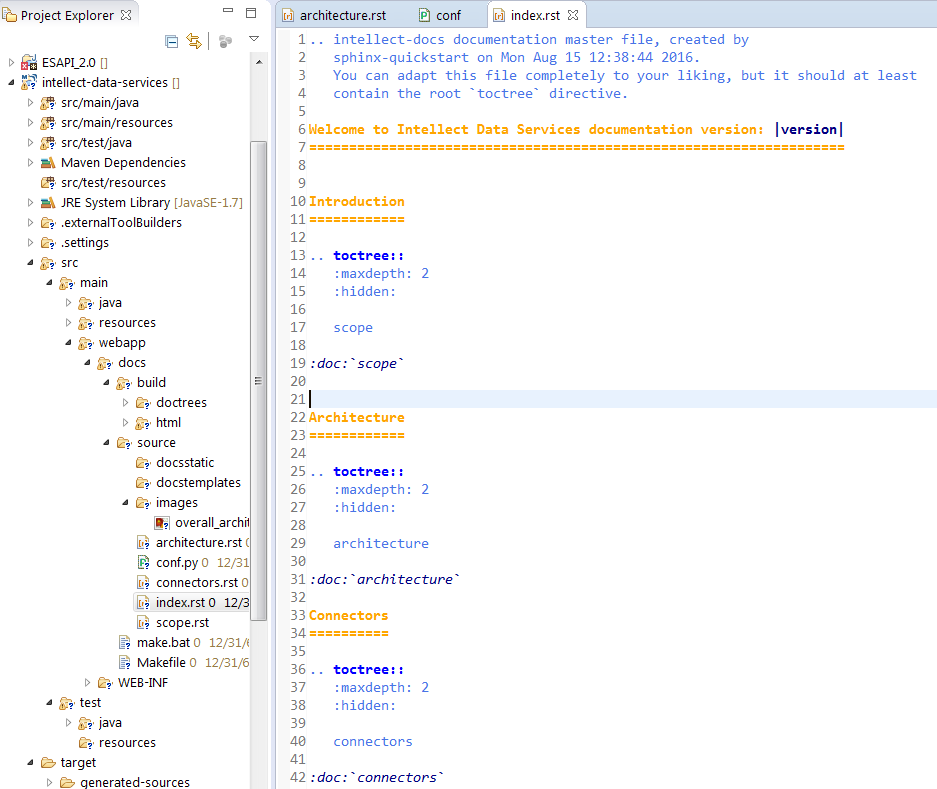 Project Explorer
ESAPI_2.0 []
intellect-data-services []
src/main/java
src/main/resources
src/test/java
Maven Dependencies
src/test/resources
JRE System Library [JavaSE-1.7]
.externalToolBuilders
.settings
src
main
java
resources
webapp
docs
build
doctrees
html
source
docsstatic
docstemplates
images
overall_archit
architecture.rst 0
conf.py 0 12/31
connectors.rst 0
index.rst 0 12/3
scope.rst
make.bat 0 12/31/6
Makefile 0 12/31/6
WEB-INF
test
java
resources
target
generated-sources
architecture.rst conf index.rst
1 .. intellect-docs documentation master file, created by
2 sphinx-quickstart on Mon Aug 15 12:38:44 2016.
3 You can adapt this file completely to your liking, but it should at least
4 contain the root `toctree` directive.
5
6 Welcome to Intellect Data Services documentation version: |version|
7 ===================================================================
8
9
10 Introduction
11 ============
12
13 .. toctree::
14 :maxdepth: 2
15 :hidden:
16
17 scope
18
19 :doc:`scope`
20
21
22 Architecture
23 ============
24
25 .. toctree::
26 :maxdepth: 2
27 :hidden:
28
29 architecture
30
31 :doc:`architecture`
32
33 Connectors
34 ==========
35
36 .. toctree::
37 :maxdepth: 2
38 :hidden:
39
40 connectors
41
42 :doc:`connectors`